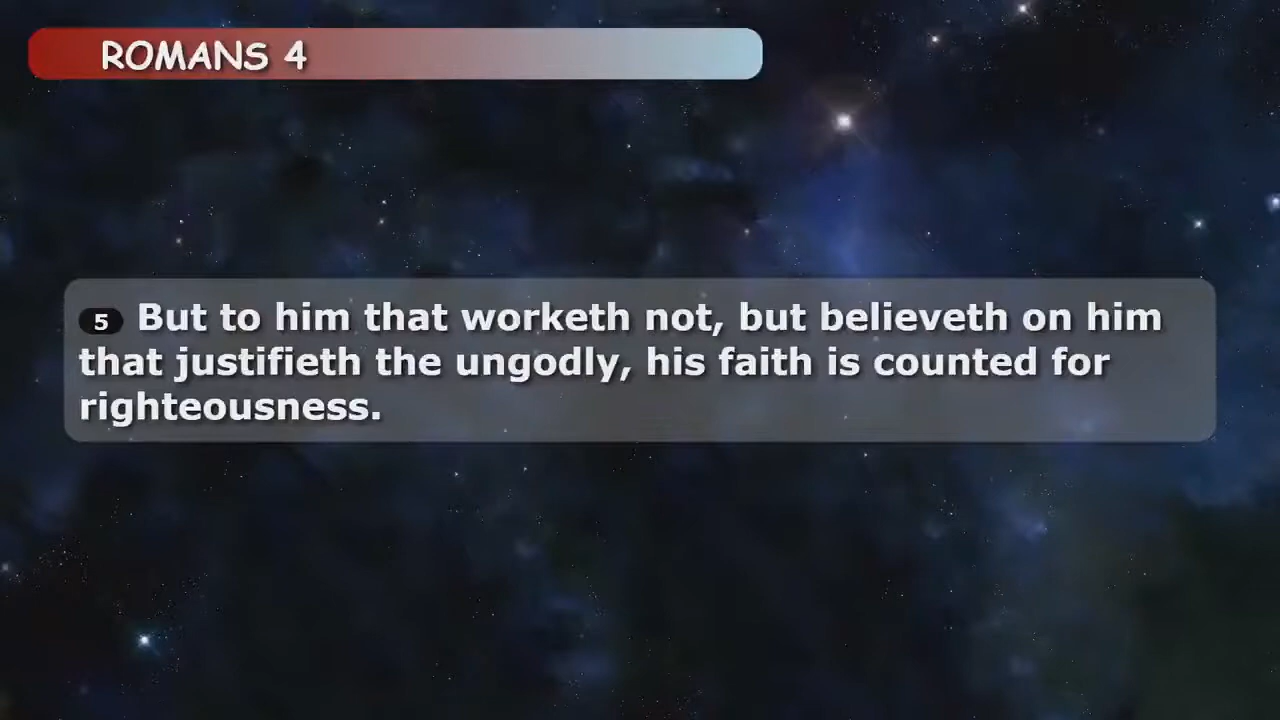 ROMANS 4
5 But to him that worketh not, but believeth on him
that justifieth the ungodly, his faith is counted for
righteousness.